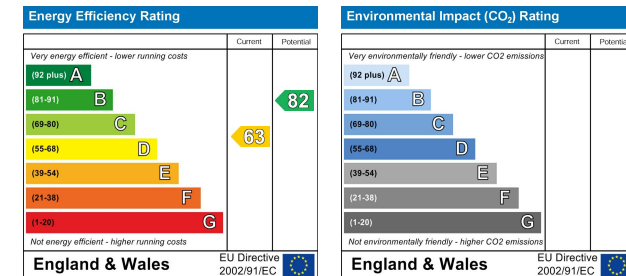 Energy Efficiency Rating
Current Potential
Very energy efficient - lower running costs
(92 plus) A
(81-91) B
82
(69-80) C
63
(55-68) D
(39-54) E
(21-38) F
(1-20) G
Not energy efficient - higher running costs
England & Wales
EU Directive
2002/91/EC
Environmental Impact (CO₂) Rating
Current Potential
Very environmentally friendly - lower CO2 emissions
(92 plus) A
(81-91) B
(69-80) C
(55-68) D
(39-54) E
(21-38) F
(1-20) G
Not environmentally friendly - higher CO2 emissions
England & Wales
EU Directive
2002/91/EC